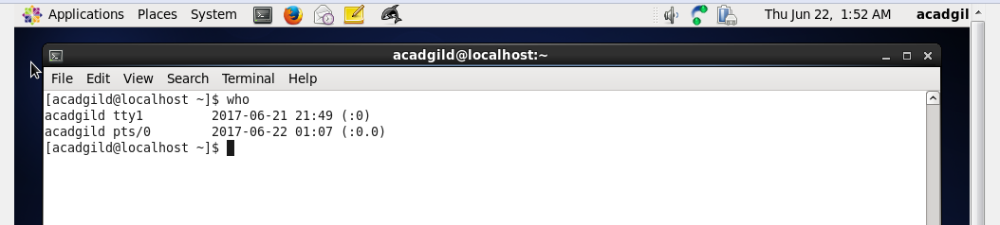 Applications Places System Thu Jun 22, 1:52 AM acadgil
acadgild@localhost:~
File Edit View Search Terminal Help
[acadgild@localhost ~]$ who
acadgild tty1         2017-06-21 21:49 (:0)
acadgild pts/0        2017-06-22 01:07 (:0.0)
[acadgild@localhost ~]$